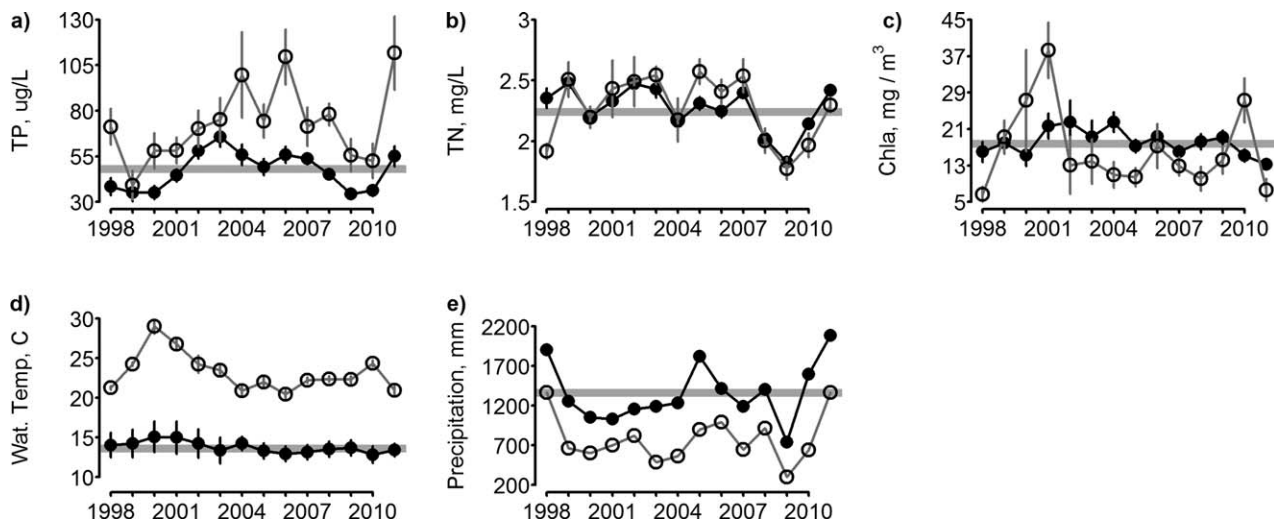 a)
TP, ug/L
130
105
80
55
30
1998 2001 2004 2007 2010
b)
TN, mg/L
3
2.5
2
1.5
1998 2001 2004 2007 2010
c)
Chla, mg / m³
45
37
29
21
13
5
1998 2001 2004 2007 2010
d)
Wat. Temp, C
30
25
20
15
10
1998 2001 2004 2007 2010
e)
Precipitation, mm
2200
1700
1200
700
200
1998 2001 2004 2007 2010